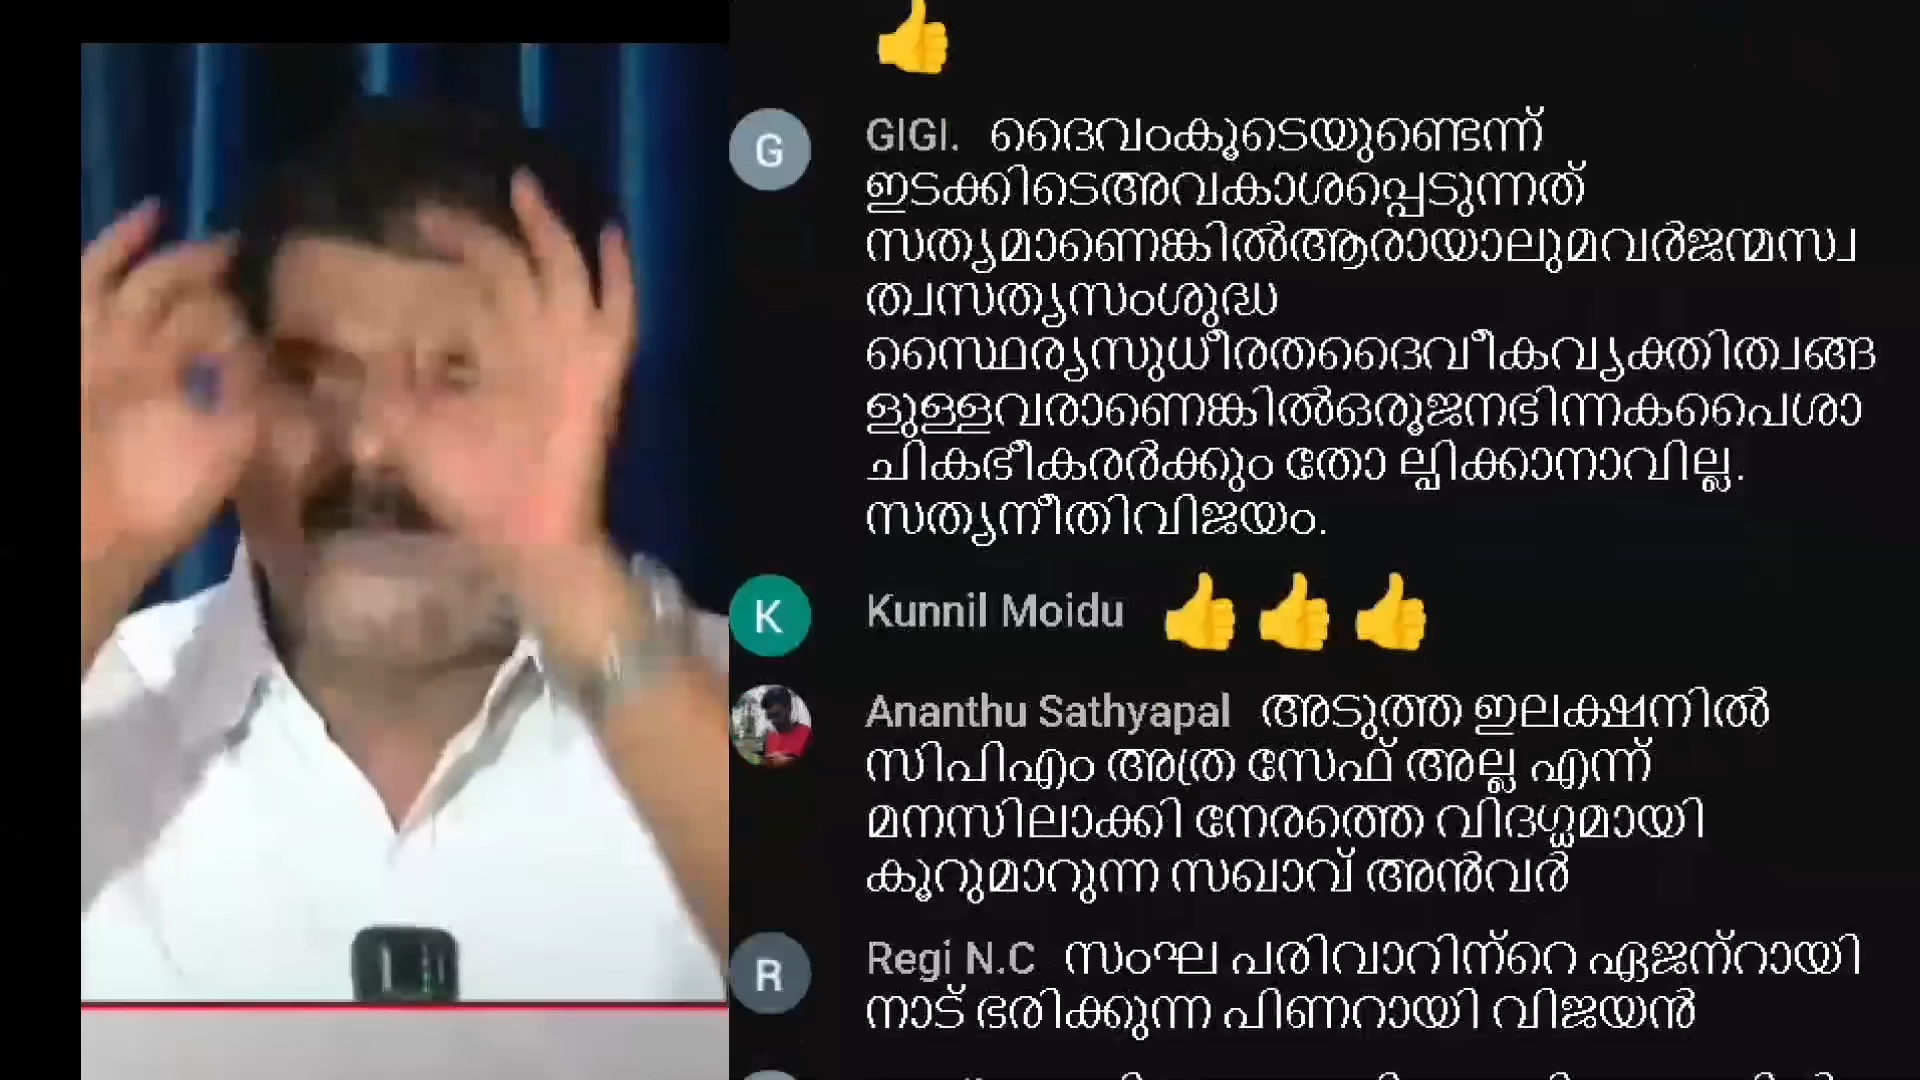 G GIGI. ദൈവംകൂടെയുണ്ടെന്ന്
ഇടക്കിടെഅവകാശപ്പെടുന്നത്
സത്യമാണെങ്കിൽആരായാലുമവർജന്മസ്വ
ത്വസത്യസംശുദ്ധ
സ്ഥൈര്യസുധീരതദൈവീകവ്യക്തിത്വങ്ങ
ളുള്ളവരാണെങ്കിൽഒരൂജനഭിന്നകപൈശാ
ചികഭീകരർക്കും തോ ല്പിക്കാനാവില്ല.
സത്യനീതിവിജയം.
K Kunnil Moidu 👍👍👍
Ananthu Sathyapal അടുത്ത ഇലക്ഷനിൽ
സിപിഎം അത്ര സേഫ് അല്ല എന്ന്
മനസിലാക്കി നേരത്തെ വിദഗ്ദ്ധമായി
കൂറുമാറുന്ന സഖാവ് അൻവർ
R Regi N.C സംഘ പരിവാറിന്റെ ഏജന്റായി
നാട് ഭരിക്കുന്ന പിണറായി വിജയൻ